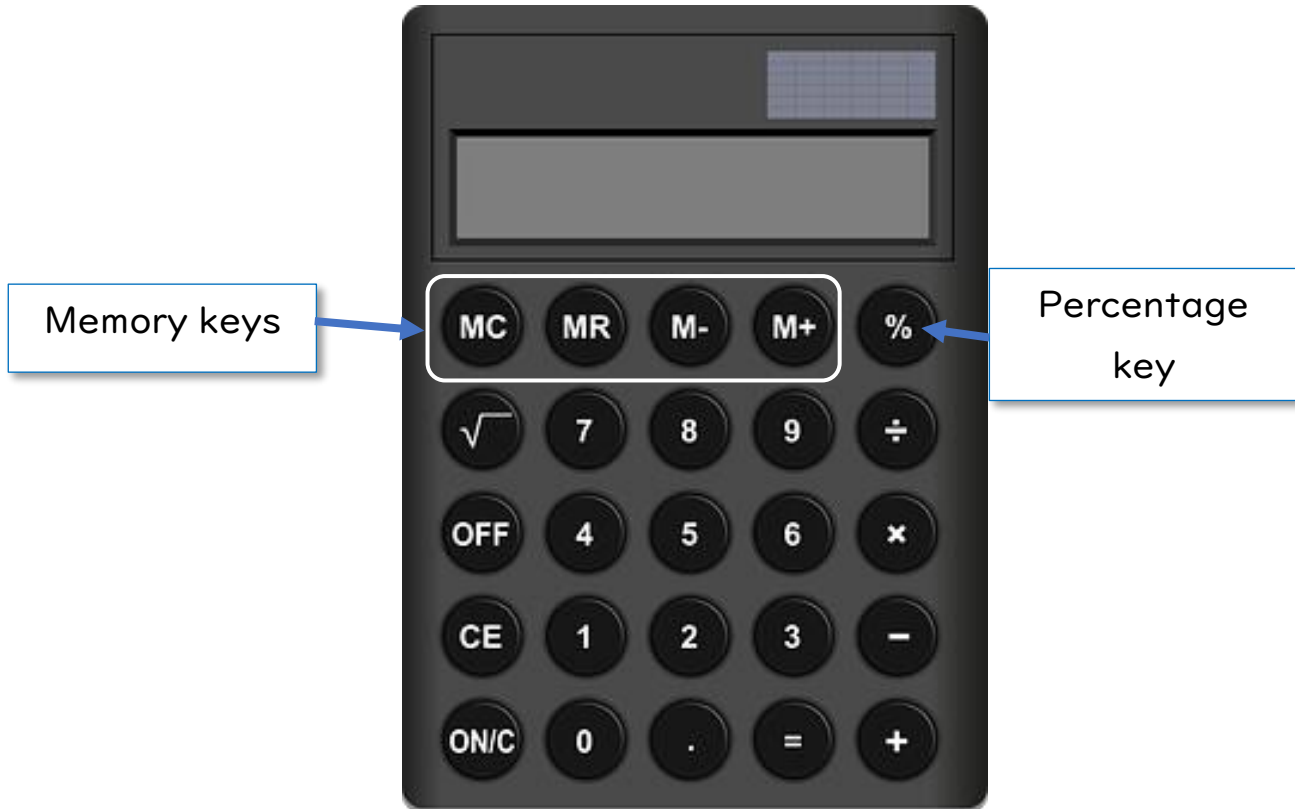 Memory keys
Percentage
key
MC MR M- M+ %
√ 7 8 9 ÷
OFF 4 5 6 ×
CE 1 2 3 −
ON/C 0 . = +